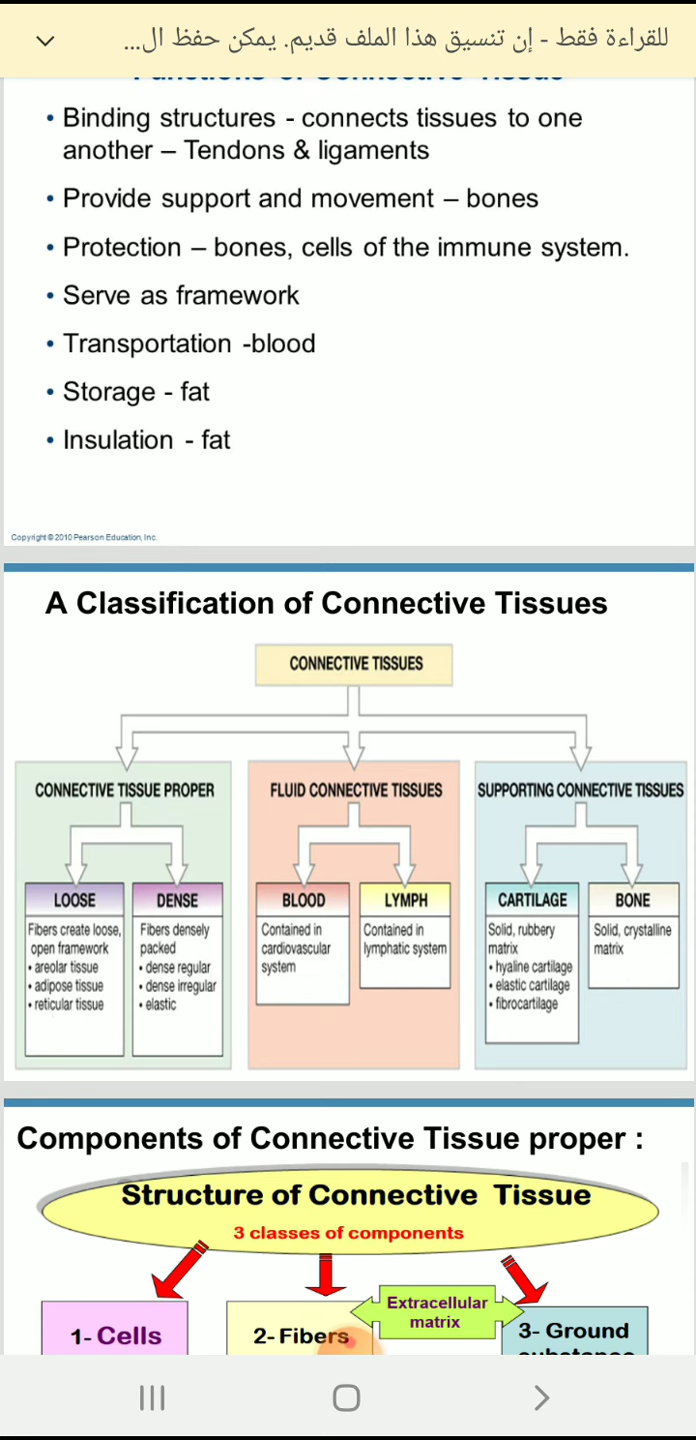 للقراءة فقط - إن تنسيق هذا الملف قديم. يمكن حفظ ال...
Functions of Connective Tissue
• Binding structures - connects tissues to one
another – Tendons & ligaments
• Provide support and movement – bones
• Protection – bones, cells of the immune system.
• Serve as framework
• Transportation -blood
• Storage - fat
• Insulation - fat
Copyright © 2010 Pearson Education, Inc.
A Classification of Connective Tissues
CONNECTIVE TISSUES
CONNECTIVE TISSUE PROPER
LOOSE
Fibers create loose,
open framework
• areolar tissue
• adipose tissue
• reticular tissue
DENSE
Fibers densely
packed
• dense regular
• dense irregular
• elastic
FLUID CONNECTIVE TISSUES
BLOOD
Contained in
cardiovascular
system
LYMPH
Contained in
lymphatic system
SUPPORTING CONNECTIVE TISSUES
CARTILAGE
Solid, rubbery
matrix
• hyaline cartilage
• elastic cartilage
• fibrocartilage
BONE
Solid, crystalline
matrix
Components of Connective Tissue proper :
Structure of Connective Tissue
3 classes of components
1- Cells
2- Fibers
Extracellular
matrix
3- Ground
substance